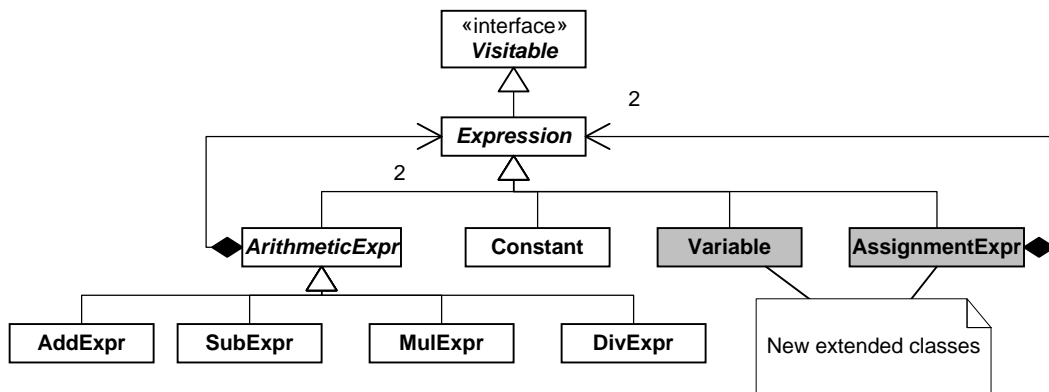 «interface»
Visitable
2
Expression
2
ArithmeticExpr
Constant
Variable
AssignmentExpr
AddExpr
SubExpr
MulExpr
DivExpr
New extended classes